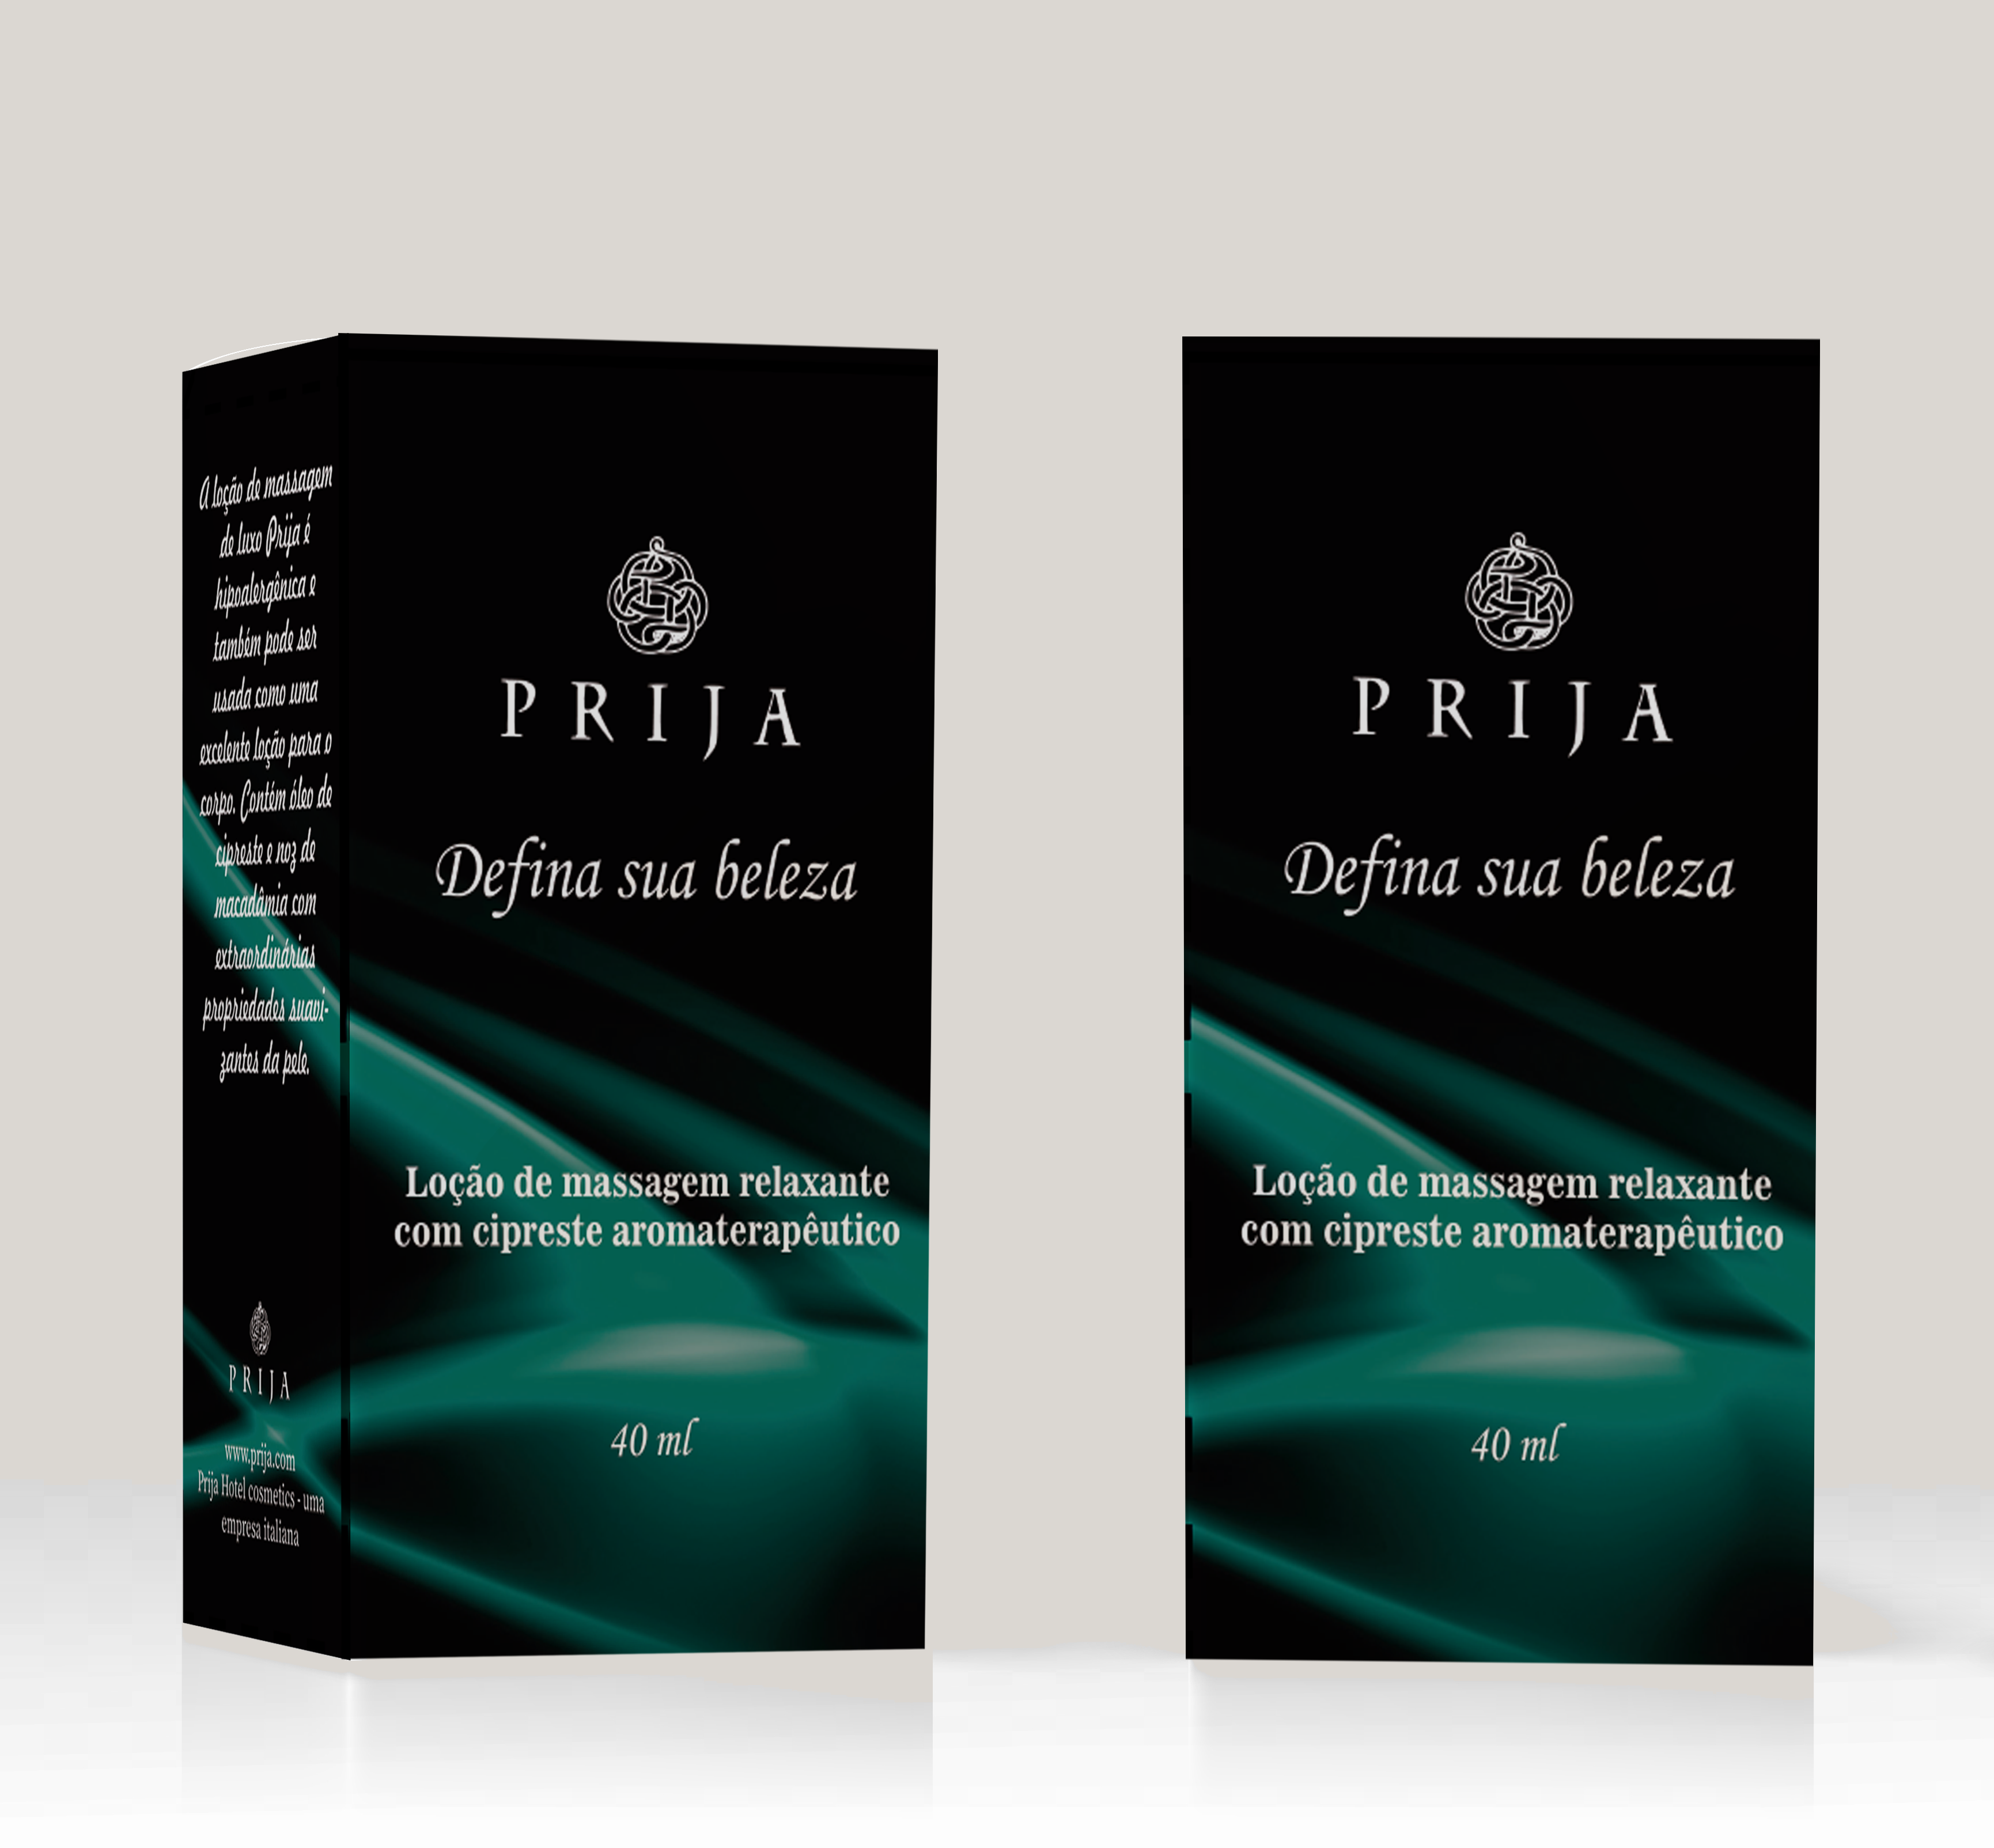 A loção de massagem
de luxo Prija é
hipoalergênica e
também pode ser
usada como uma
excelente loção para o
corpo. Contém óleo de
cipreste e noz de
macadâmia com
extraordinárias
propriedades suavi-
zantes da pele.
PRIJA
www.prija.com
Prija Hotel cosmetics - uma
empresa italiana
PRIJA
Defina sua beleza
Loção de massagem relaxante
com cipreste aromaterapêutico
40 ml
PRIJA
Defina sua beleza
Loção de massagem relaxante
com cipreste aromaterapêutico
40 ml